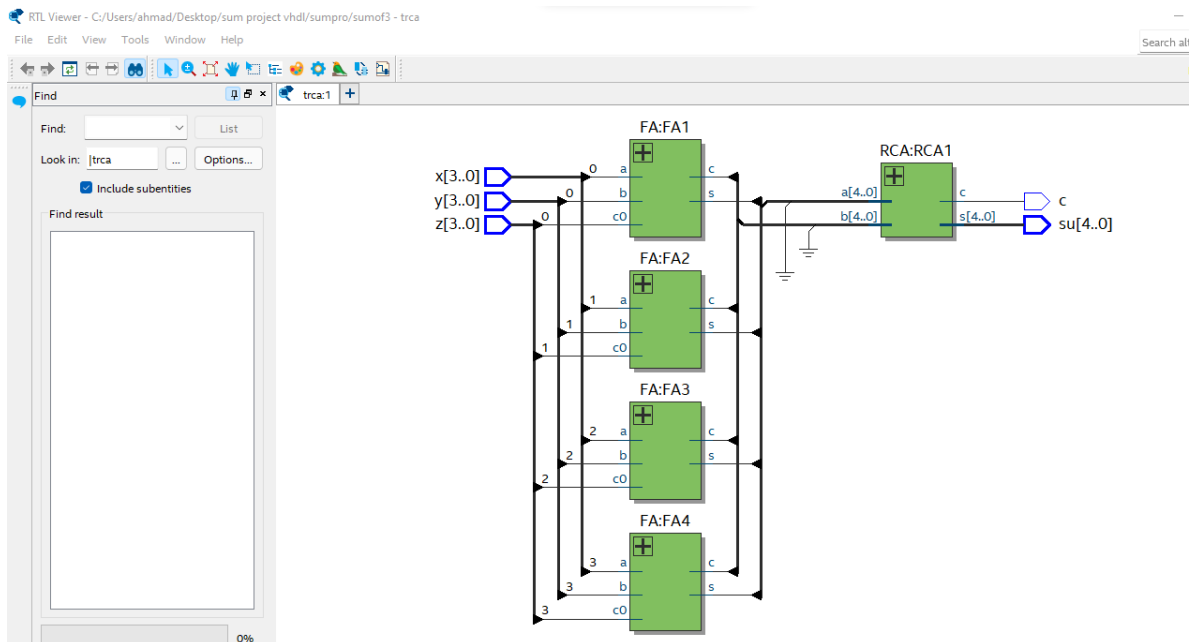 RTL Viewer - C:/Users/ahmad/Desktop/sum project vhdl/sumpro/sumof3 - trca
File Edit View Tools Window Help
Search alt
Find
trca:1
Find:
List
Look in: |trca
...
Options...
Include subentities
Find result
0%
x[3..0]
y[3..0]
z[3..0]
FA:FA1
0 a c
0 b s
0 c0
FA:FA2
1 a c
1 b s
1 c0
FA:FA3
2 a c
2 b s
2 c0
FA:FA4
3 a c
3 b s
3 c0
RCA:RCA1
a[4..0] c
b[4..0] s[4..0]
c
su[4..0]